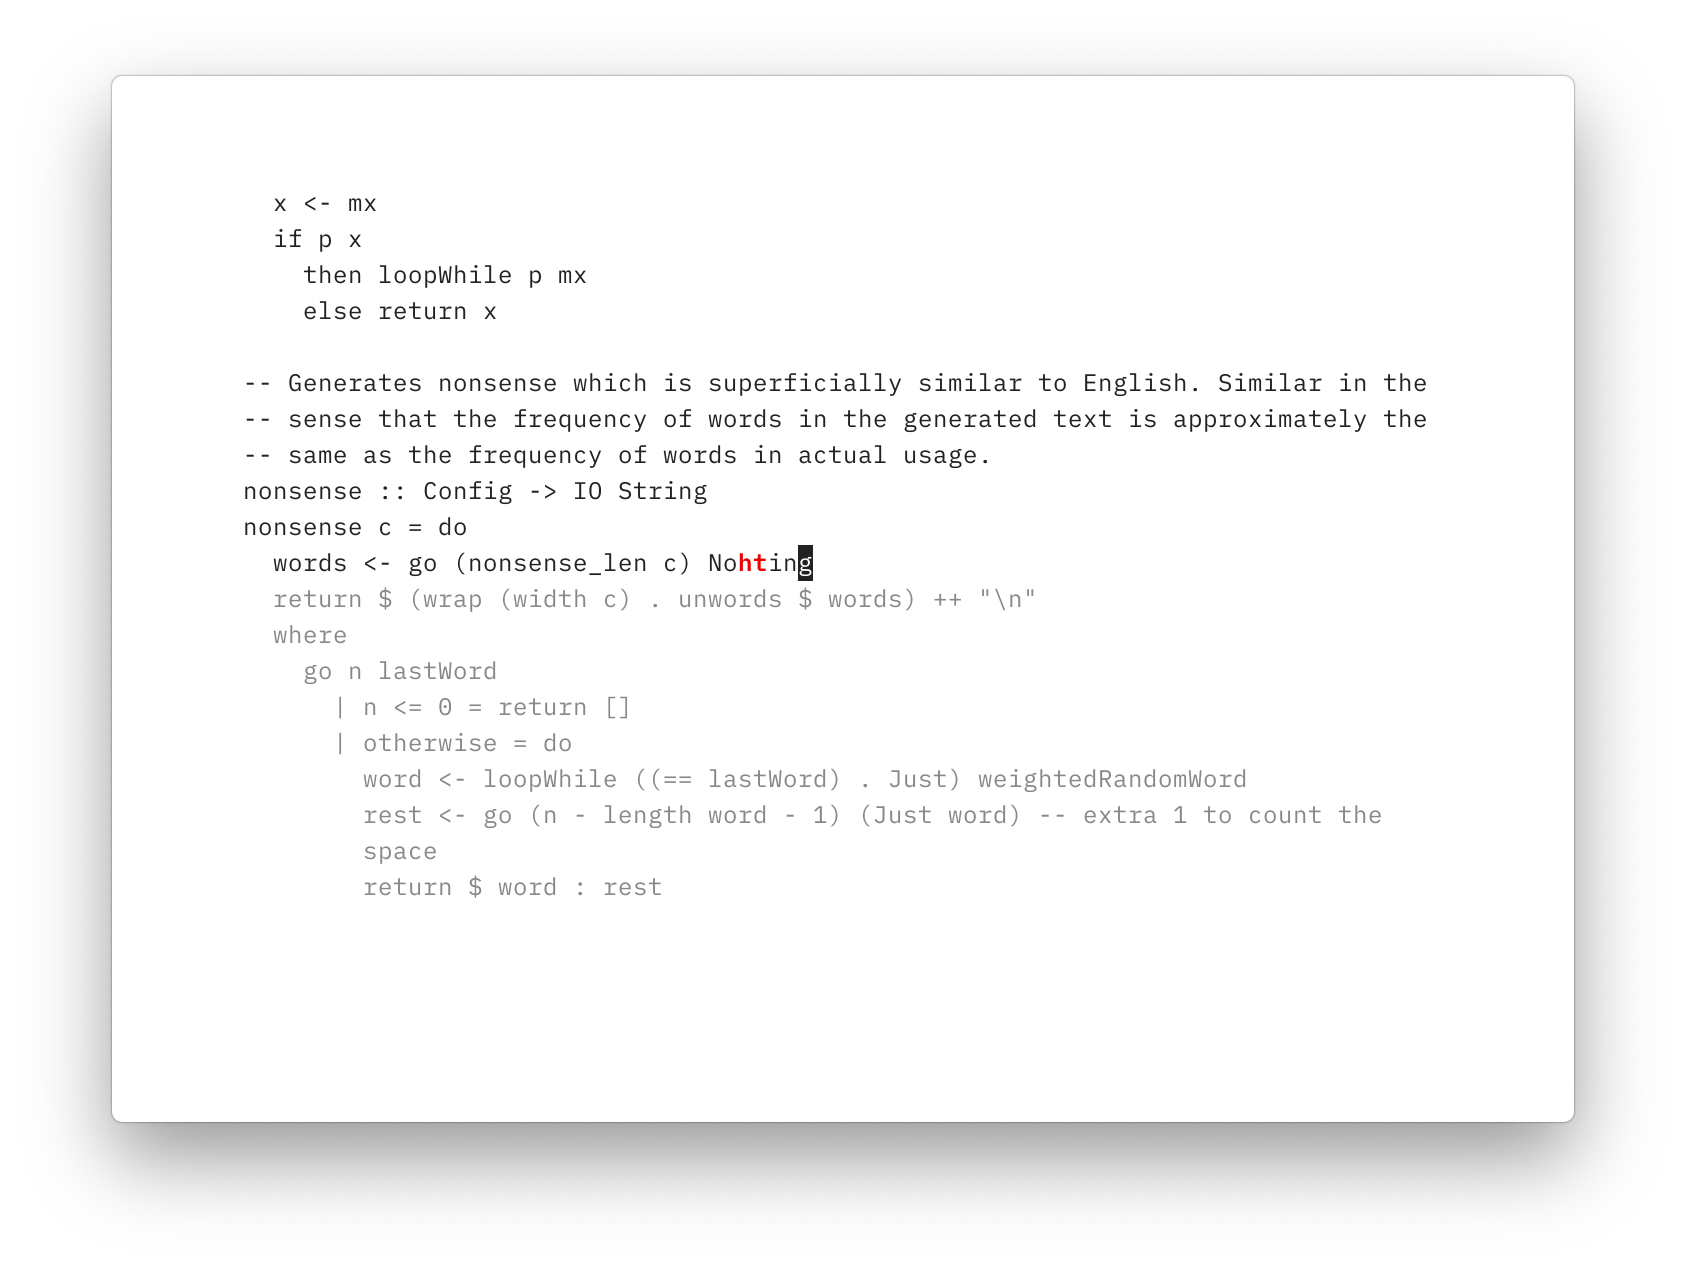 x <- mx
  if p x
    then loopWhile p mx
    else return x

-- Generates nonsense which is superficially similar to English. Similar in the
-- sense that the frequency of words in the generated text is approximately the
-- same as the frequency of words in actual usage.
nonsense :: Config -> IO String
nonsense c = do
  words <- go (nonsense_len c) Nohting
  return $ (wrap (width c) . unwords $ words) ++ "\n"
  where
    go n lastWord
      | n <= 0 = return []
      | otherwise = do
        word <- loopWhile ((== lastWord) . Just) weightedRandomWord
        rest <- go (n - length word - 1) (Just word) -- extra 1 to count the
        space
        return $ word : rest